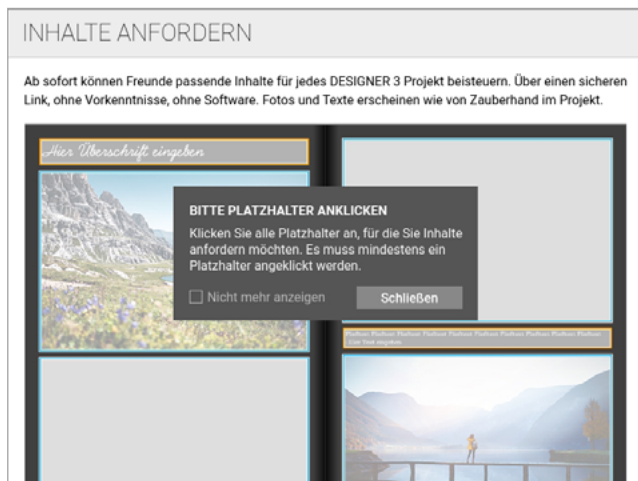 INHALTE ANFORDERN
Ab sofort können Freunde passende Inhalte für jedes DESIGNER 3 Projekt beisteuern. Über einen sicheren
Link, ohne Vorkenntnisse, ohne Software. Fotos und Texte erscheinen wie von Zauberhand im Projekt.
Hier Überschrift eingeben
BITTE PLATZHALTER ANKLICKEN
Klicken Sie alle Platzhalter an, für die Sie Inhalte
anfordern möchten. Es muss mindestens ein
Platzhalter angeklickt werden.
Nicht mehr anzeigen
Schließen
Hier Text eingeben